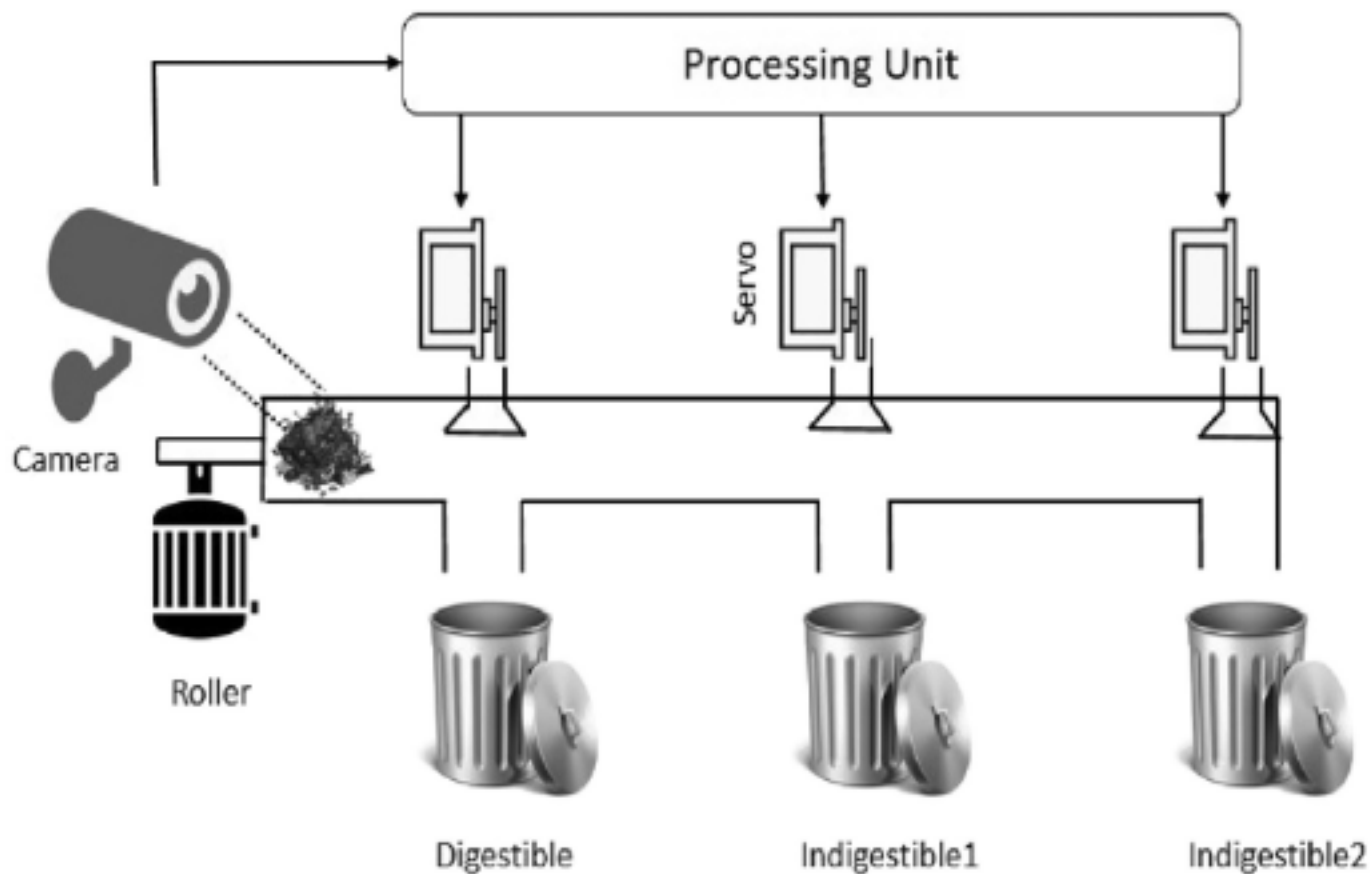 Processing Unit
Servo
Camera
Roller
Digestible
Indigestible1
Indigestible2